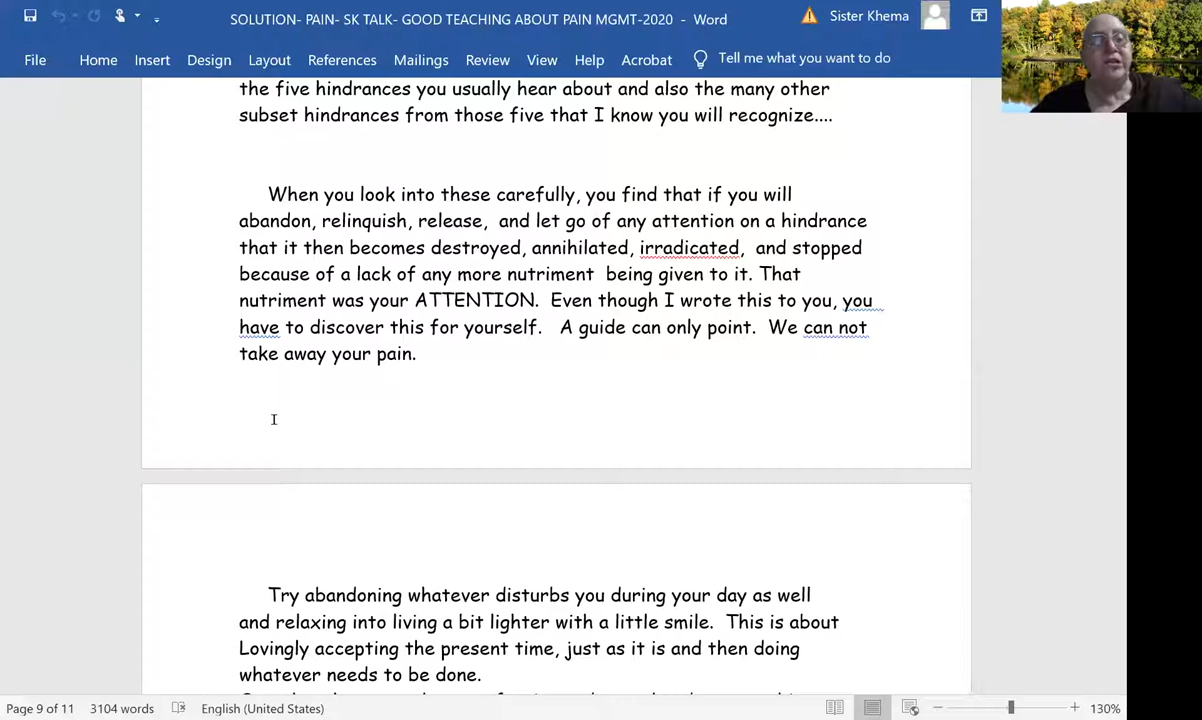 SOLUTION- PAIN- SK TALK- GOOD TEACHING ABOUT PAIN MGMT-2020 - Word
Sister Khema
File Home Insert Design Layout References Mailings Review View Help Acrobat Tell me what you want to do
the five hindrances you usually hear about and also the many other
subset hindrances from those five that I know you will recognize....
When you look into these carefully, you find that if you will
abandon, relinquish, release, and let go of any attention on a hindrance
that it then becomes destroyed, annihilated, irradicated, and stopped
because of a lack of any more nutriment being given to it. That
nutriment was your ATTENTION. Even though I wrote this to you, you
have to discover this for yourself. A guide can only point. We can not
take away your pain.
Try abandoning whatever disturbs you during your day as well
and relaxing into living a bit lighter with a little smile. This is about
Lovingly accepting the present time, just as it is and then doing
whatever needs to be done.
Page 9 of 11 3104 words English (United States) 130%